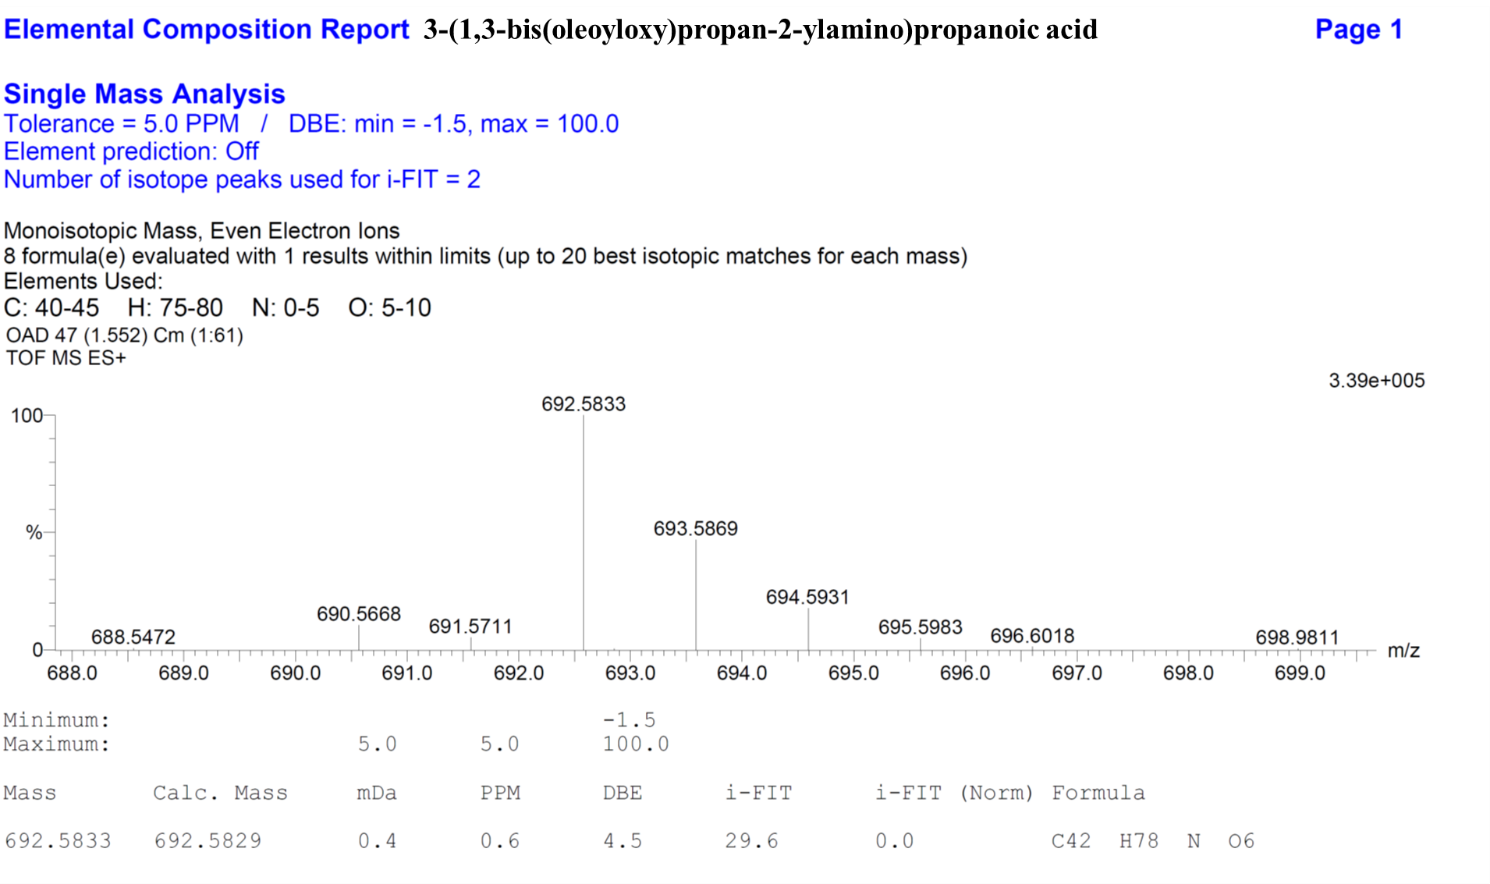 Elemental Composition Report 3-(1,3-bis(oleoyloxy)propan-2-ylamino)propanoic acid Page 1
Single Mass Analysis
Tolerance = 5.0 PPM / DBE: min = -1.5, max = 100.0
Element prediction: Off
Number of isotope peaks used for i-FIT = 2
Monoisotopic Mass, Even Electron Ions
8 formula(e) evaluated with 1 results within limits (up to 20 best isotopic matches for each mass)
Elements Used:
C: 40-45 H: 75-80 N: 0-5 O: 5-10
OAD 47 (1.552) Cm (1:61)
TOF MS ES+
3.39e+005
692.5833
100
693.5869
%
694.5931
690.5668
691.5711
695.5983
696.6018
688.5472
698.9811
0
m/z
688.0 689.0 690.0 691.0 692.0 693.0 694.0 695.0 696.0 697.0 698.0 699.0
Minimum: -1.5
Maximum: 5.0 5.0 100.0
Mass Calc. Mass mDa PPM DBE i-FIT i-FIT (Norm) Formula
692.5833 692.5829 0.4 0.6 4.5 29.6 0.0 C42 H78 N O6